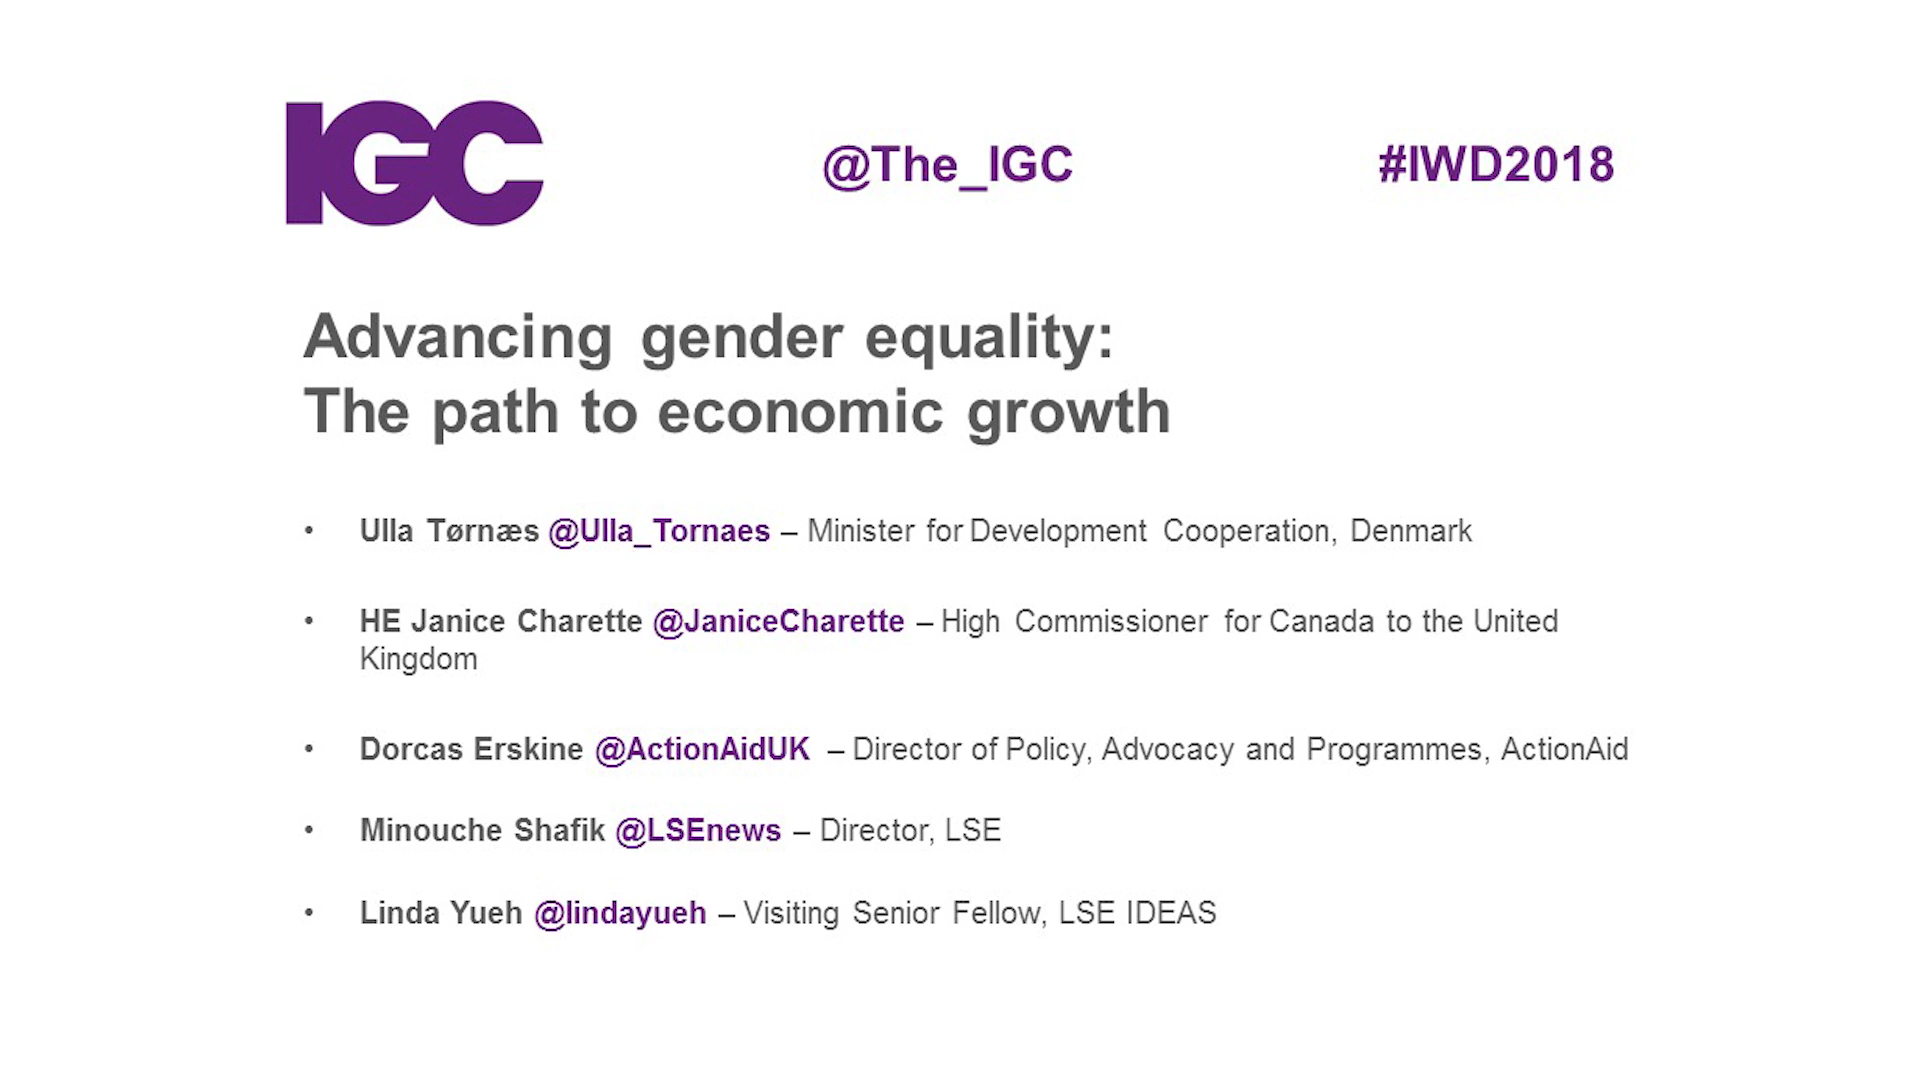 IGC
@The_IGC
#IWD2018
Advancing gender equality:
The path to economic growth
• Ulla Tørnæs @Ulla_Tornaes – Minister for Development Cooperation, Denmark
• HE Janice Charette @JaniceCharette – High Commissioner for Canada to the United
Kingdom
• Dorcas Erskine @ActionAidUK – Director of Policy, Advocacy and Programmes, ActionAid
• Minouche Shafik @LSEnews – Director, LSE
• Linda Yueh @lindayueh – Visiting Senior Fellow, LSE IDEAS